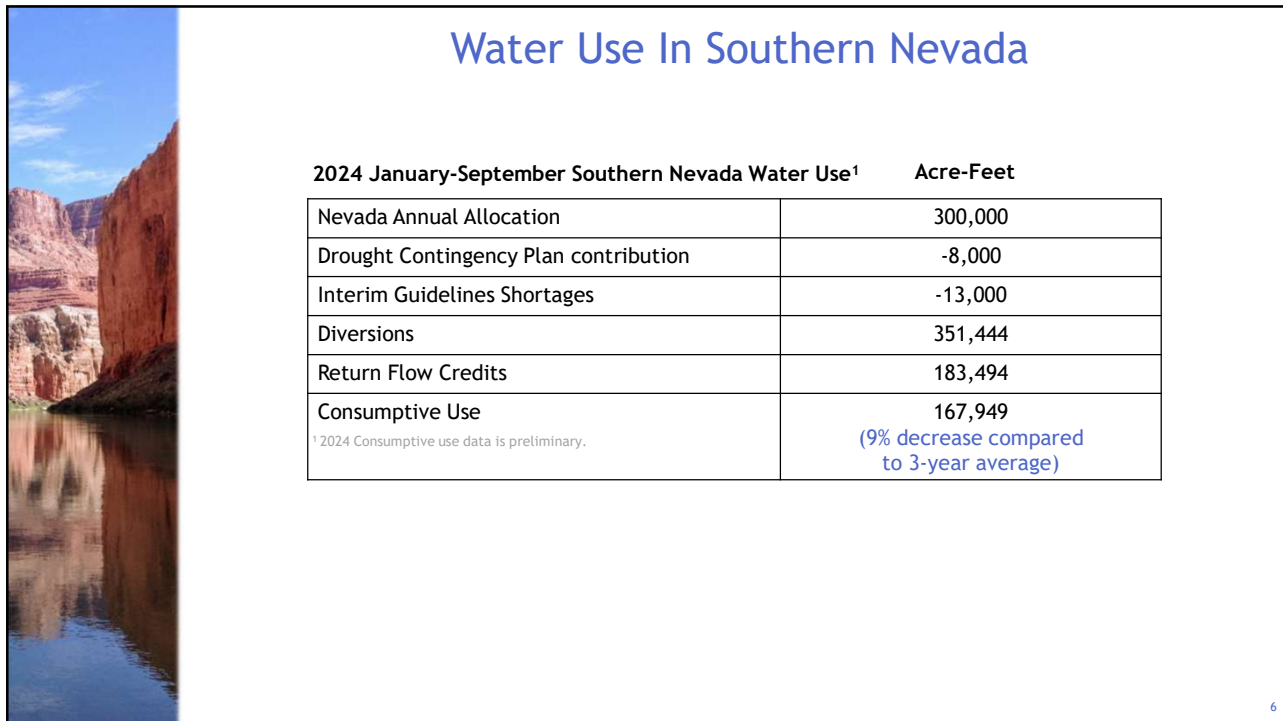 Water Use In Southern Nevada
2024 January-September Southern Nevada Water Use¹ Acre-Feet
Nevada Annual Allocation 300,000
Drought Contingency Plan contribution -8,000
Interim Guidelines Shortages -13,000
Diversions 351,444
Return Flow Credits 183,494
Consumptive Use 167,949
¹ 2024 Consumptive use data is preliminary. (9% decrease compared
to 3-year average)
6